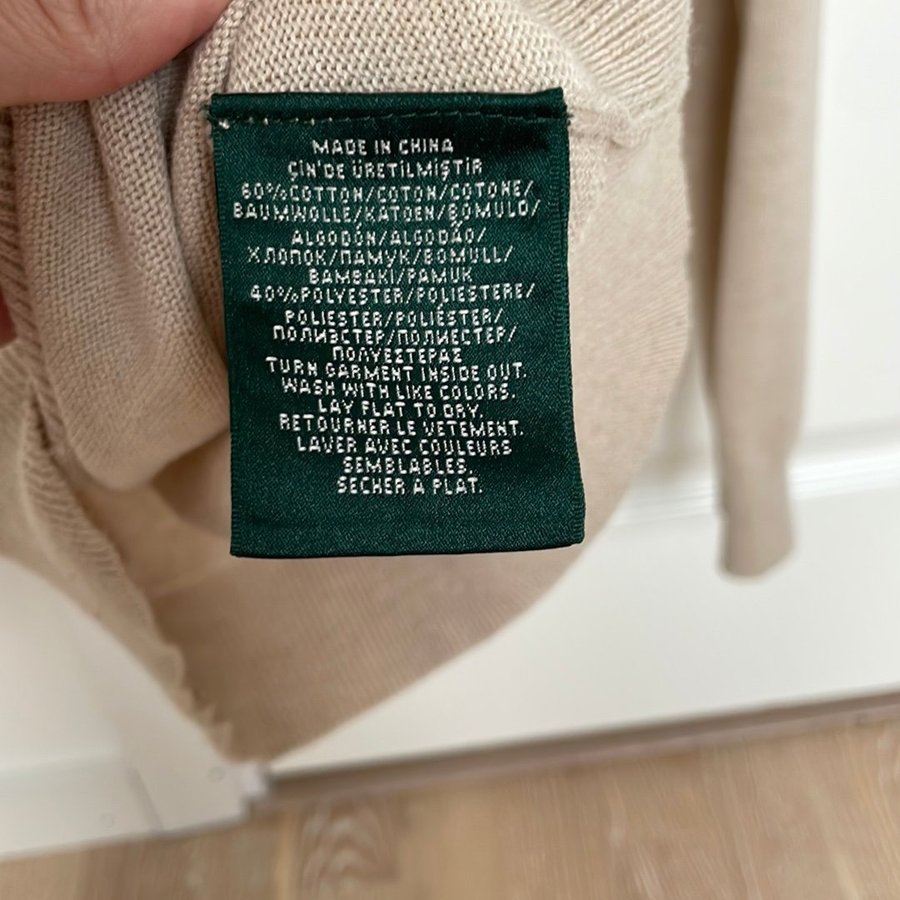 MADE IN CHINA
ÇİN'DE ÜRETİLMİŞTİR
60%COTTON/COTON/COTONE/
BAUMWOLLE/KATOEN/BOMULD/
ALGODÓN/ALGODÃO/
ХЛОПОК/ПАМУК/BOMULL/
BAMBAKI/PAMUK
40%POLYESTER/POLIESTERE/
POLIESTER/POLIÉSTER/
ПОЛИЭСТЕР/ПОЛИЕСТЕР/
ΠΟΛΥΕΣΤΕΡΑΣ
TURN GARMENT INSIDE OUT.
WASH WITH LIKE COLORS.
LAY FLAT TO DRY.
RETOURNER LE VETEMENT.
LAVER AVEC COULEURS
SEMBLABLES.
SECHER A PLAT.